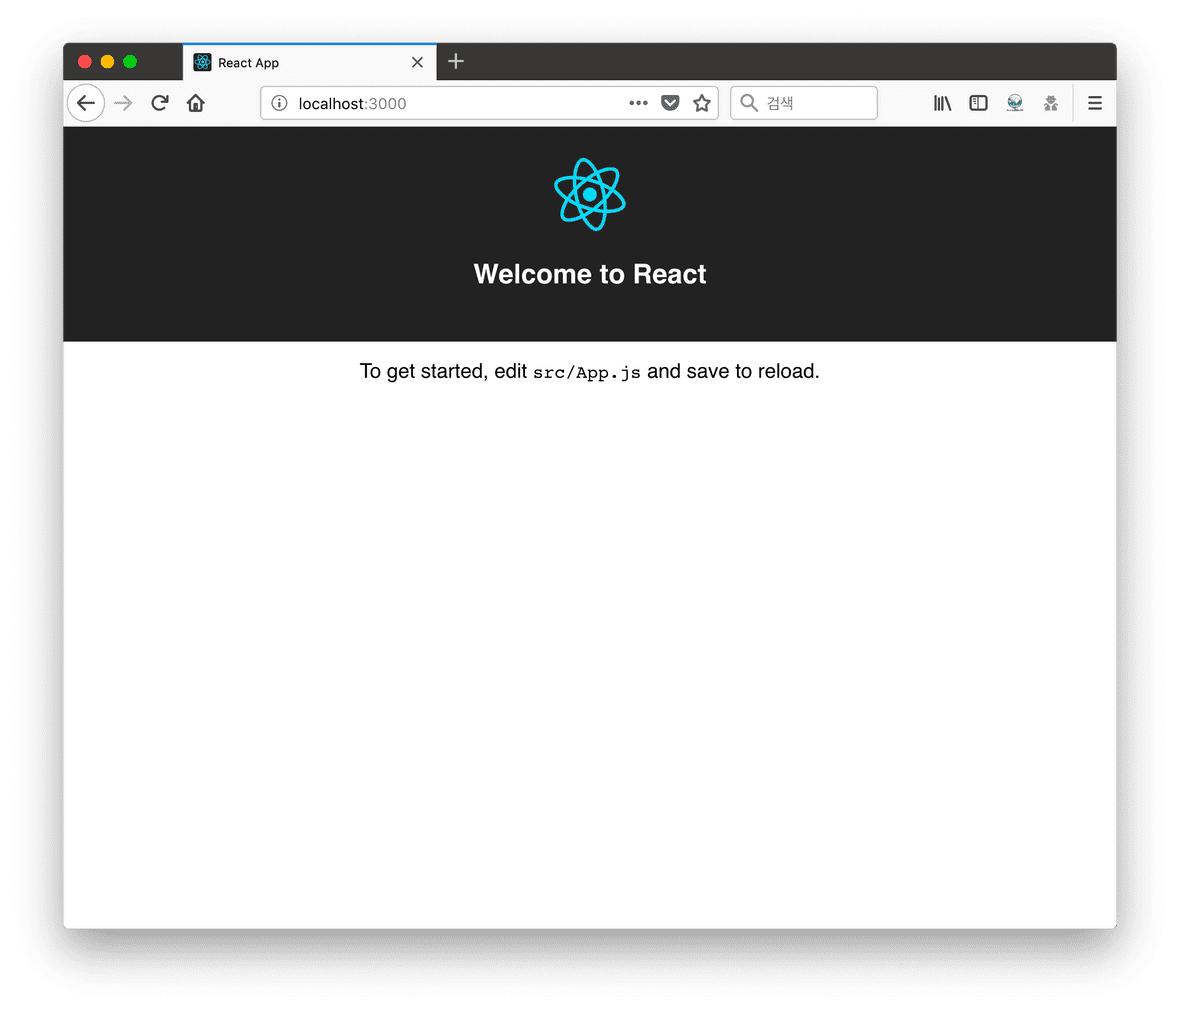 React App
localhost:3000
검색
Welcome to React
To get started, edit src/App.js and save to reload.